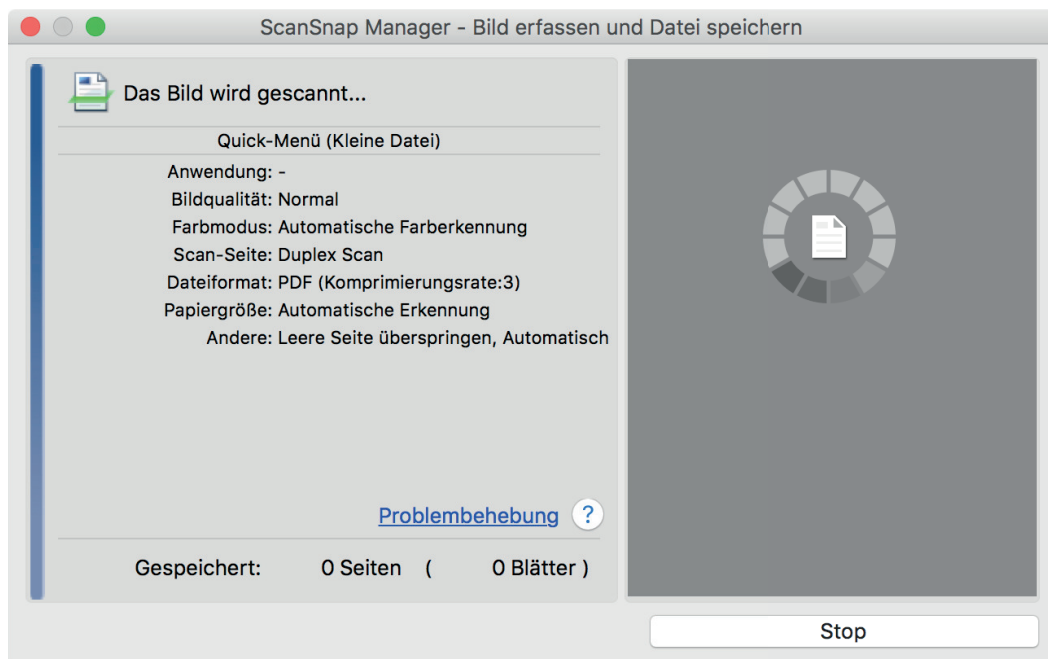 ScanSnap Manager - Bild erfassen und Datei speichern
Das Bild wird gescannt...
Quick-Menü (Kleine Datei)
Anwendung: -
Bildqualität: Normal
Farbmodus: Automatische Farberkennung
Scan-Seite: Duplex Scan
Dateiformat: PDF (Komprimierungsrate:3)
Papiergröße: Automatische Erkennung
Andere: Leere Seite überspringen, Automatisch
Problembehebung ?
Gespeichert: 0 Seiten ( 0 Blätter )
Stop